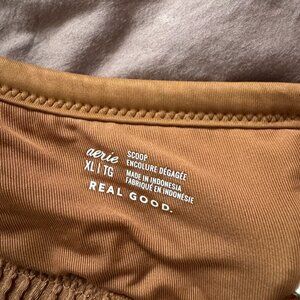 aerie
XL | TG
SCOOP
ENCOLURE DÉGAGÉE
MADE IN INDONESIA
FABRIQUÉ EN INDONÉSIE
REAL GOOD.